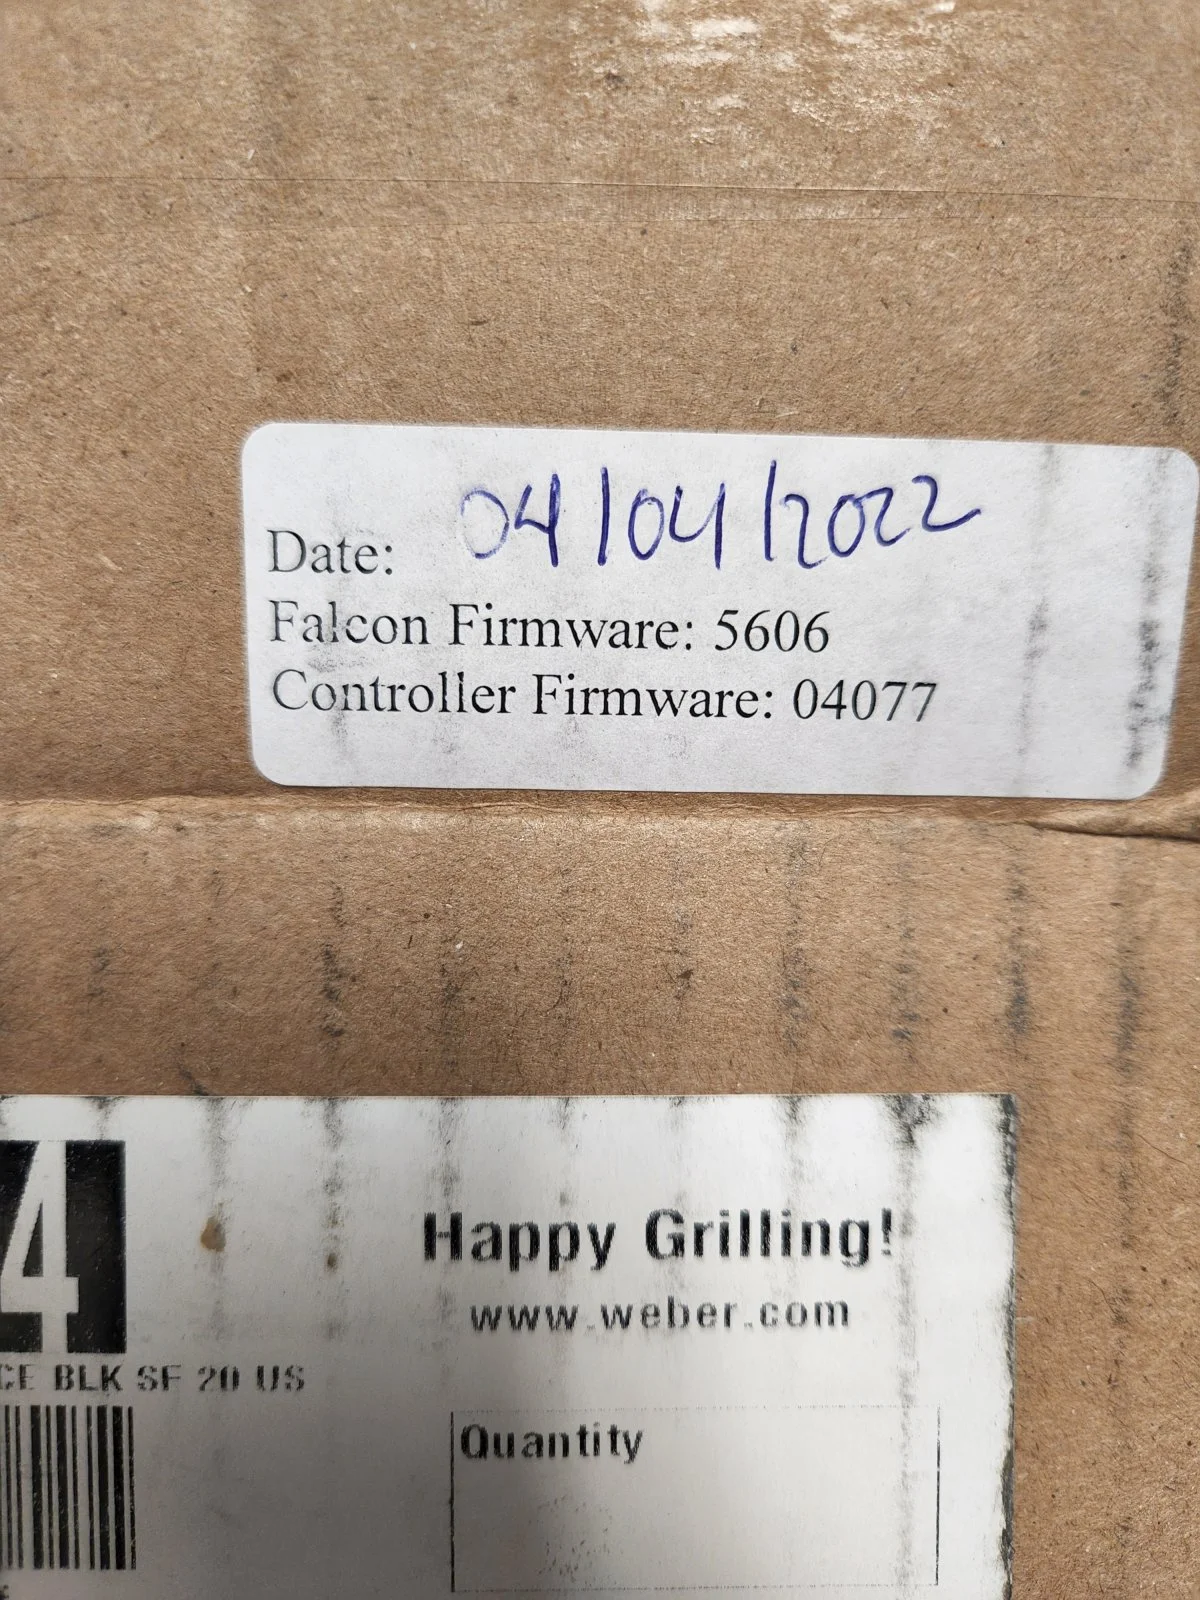 Date: 04/04/2022
Falcon Firmware: 5606
Controller Firmware: 04077
4
Happy Grilling!
www.weber.com
CE BLK SF 20 US
Quantity